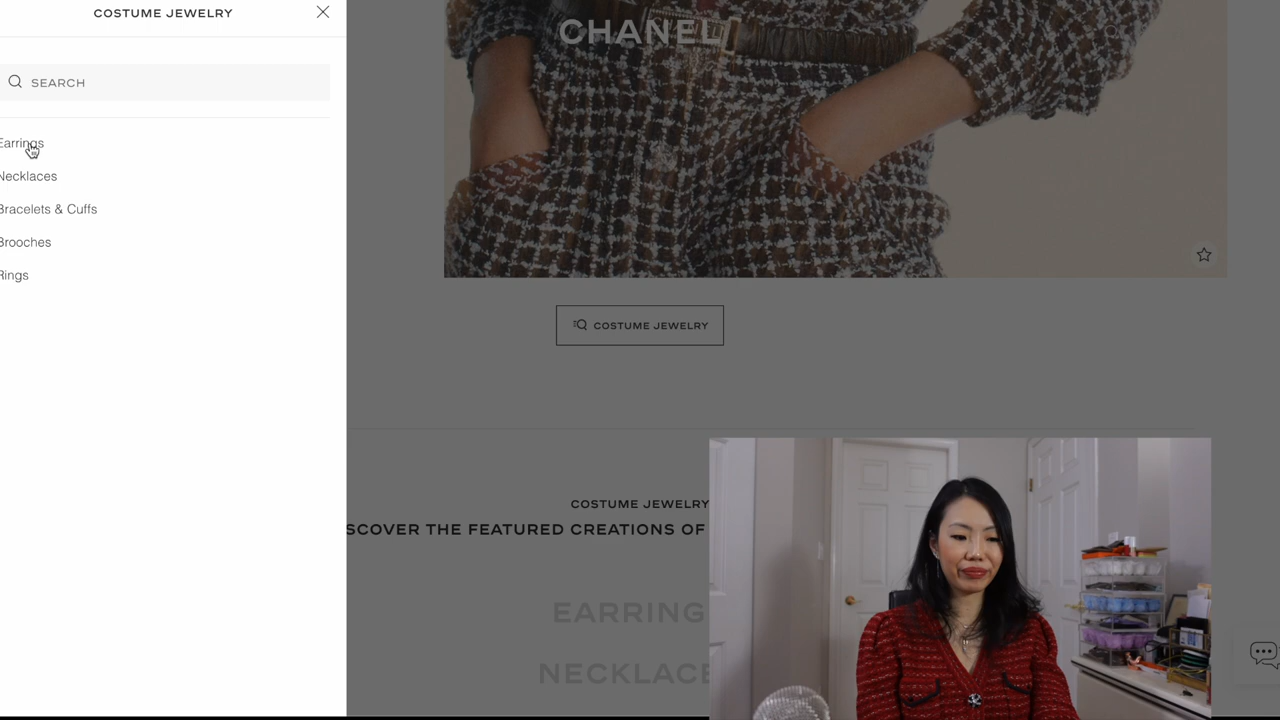 COSTUME JEWELRY
SEARCH
Earrings
Necklaces
Bracelets & Cuffs
Brooches
Rings
CHANEL
COSTUME JEWELRY
COSTUME JEWELRY
SCOVER THE FEATURED CREATIONS OF
EARRING
NECKLACE